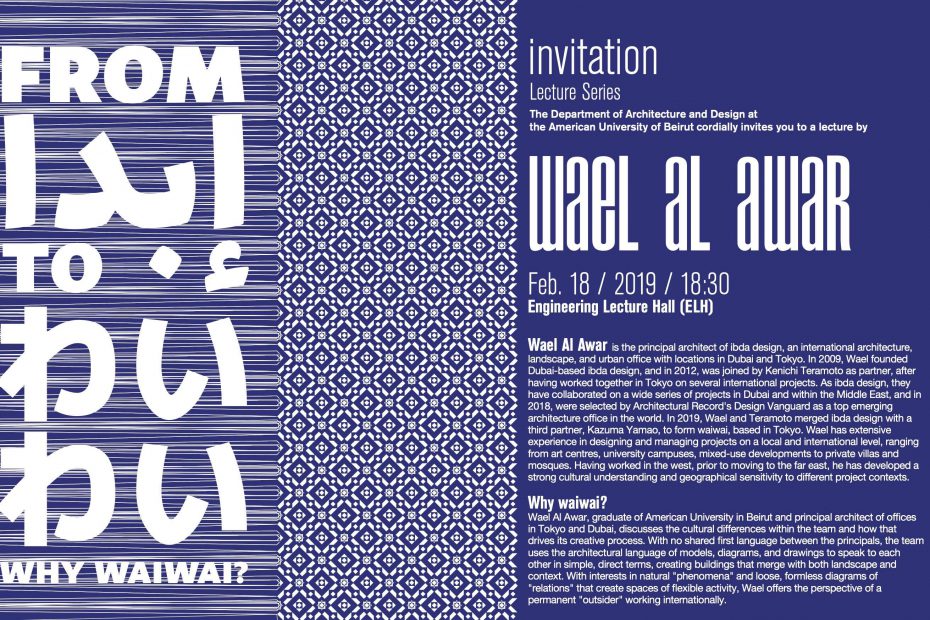 FROM
إبدا
TO
わい
わい
WHY WAIWAI?
invitation
Lecture Series
The Department of Architecture and Design at
the American University of Beirut cordially invites you to a lecture by
wael al awar
Feb. 18 / 2019 / 18:30
Engineering Lecture Hall (ELH)
Wael Al Awar is the principal architect of ibda design, an international architecture,
landscape, and urban office with locations in Dubai and Tokyo. In 2009, Wael founded
Dubai-based ibda design, and in 2012, was joined by Kenichi Teramoto as partner, after
having worked together in Tokyo on several international projects. As ibda design, they
have collaborated on a wide series of projects in Dubai and within the Middle East, and in
2018, were selected by Architectural Record's Design Vanguard as a top emerging
architecture office in the world. In 2019, Wael and Teramoto merged ibda design with a
third partner, Kazuma Yamao, to form waiwai, based in Tokyo. Wael has extensive
experience in designing and managing projects on a local and international level, ranging
from art centres, university campuses, mixed-use developments to private villas and
mosques. Having worked in the west, prior to moving to the far east, he has developed a
strong cultural understanding and geographical sensitivity to different project contexts.
Why waiwai?
Wael Al Awar, graduate of American University in Beirut and principal architect of offices
in Tokyo and Dubai, discusses the cultural differences within the team and how that
drives its creative process. With no shared first language between the principals, the team
uses the architectural language of models, diagrams, and drawings to speak to each
other in simple, direct terms, creating buildings that merge with both landscape and
context. With interests in natural "phenomena" and loose, formless diagrams of
"relations" that create spaces of flexible activity, Wael offers the perspective of a
permanent "outsider" working internationally.